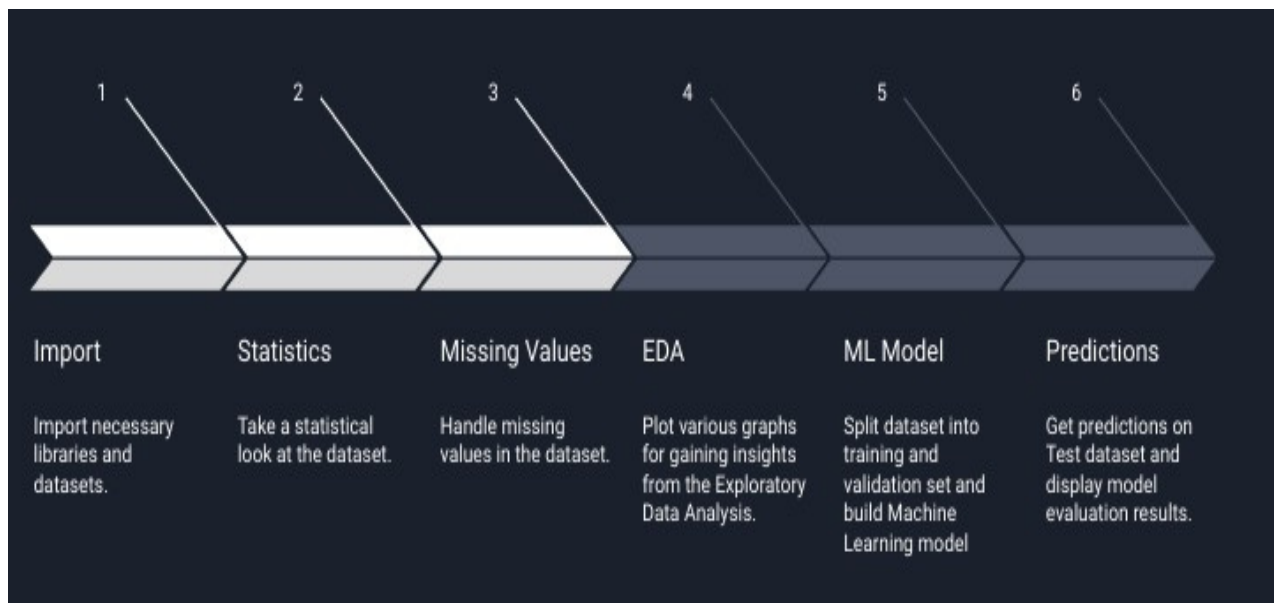 1
2
3
4
5
6
Import
Import necessary
libraries and
datasets.
Statistics
Take a statistical
look at the dataset.
Missing Values
Handle missing
values in the dataset.
EDA
Plot various graphs
for gaining insights
from the Exploratory
Data Analysis.
ML Model
Split dataset into
training and
validation set and
build Machine
Learning model
Predictions
Get predictions on
Test dataset and
display model
evaluation results.